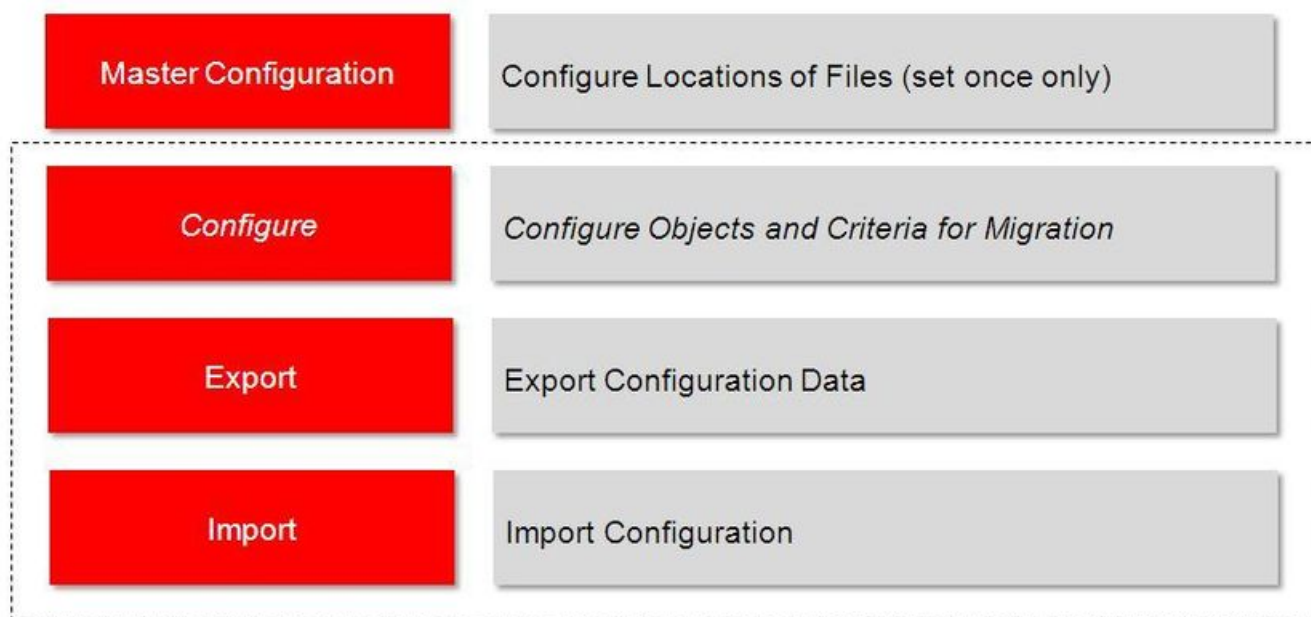 Master Configuration
Configure Locations of Files (set once only)
Configure
Configure Objects and Criteria for Migration
Export
Export Configuration Data
Import
Import Configuration